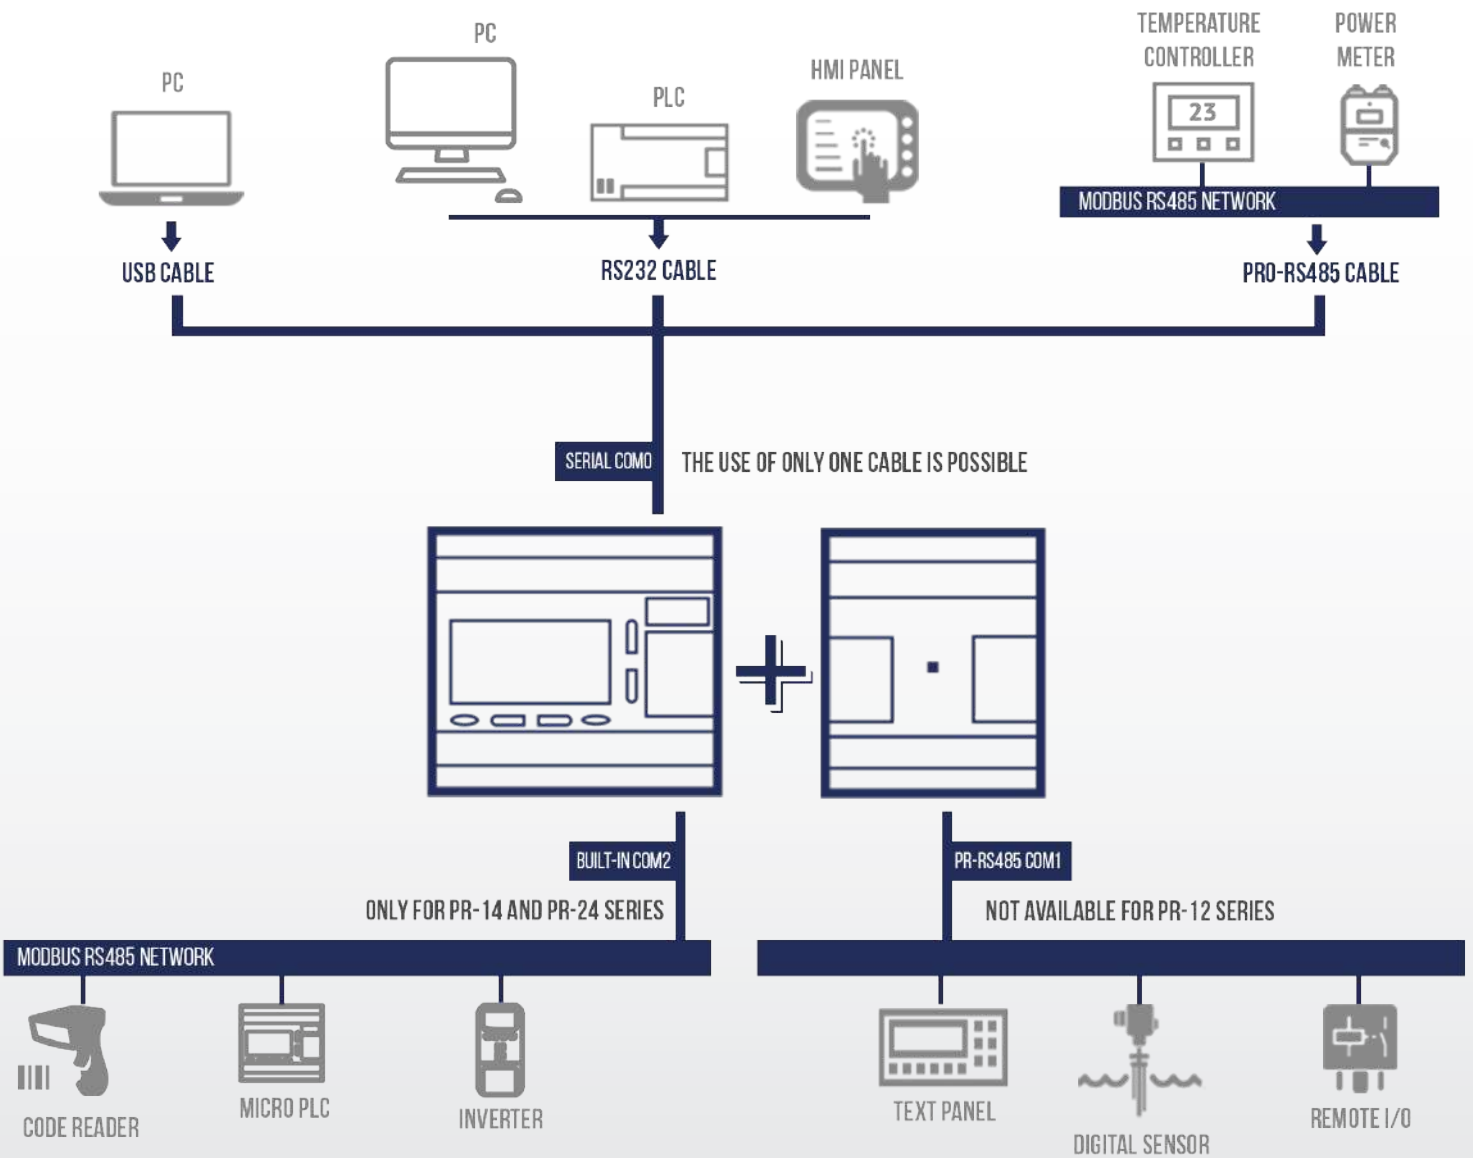 PC
PC
PLC
HMI PANEL
TEMPERATURE
CONTROLLER
23
POWER
METER
MODBUS RS485 NETWORK
USB CABLE
RS232 CABLE
PRO-RS485 CABLE
SERIAL COM0
THE USE OF ONLY ONE CABLE IS POSSIBLE
BUILT-IN COM2
ONLY FOR PR-14 AND PR-24 SERIES
PR-RS485 COM1
NOT AVAILABLE FOR PR-12 SERIES
MODBUS RS485 NETWORK
CODE READER
MICRO PLC
INVERTER
TEXT PANEL
DIGITAL SENSOR
REMOTE I/O